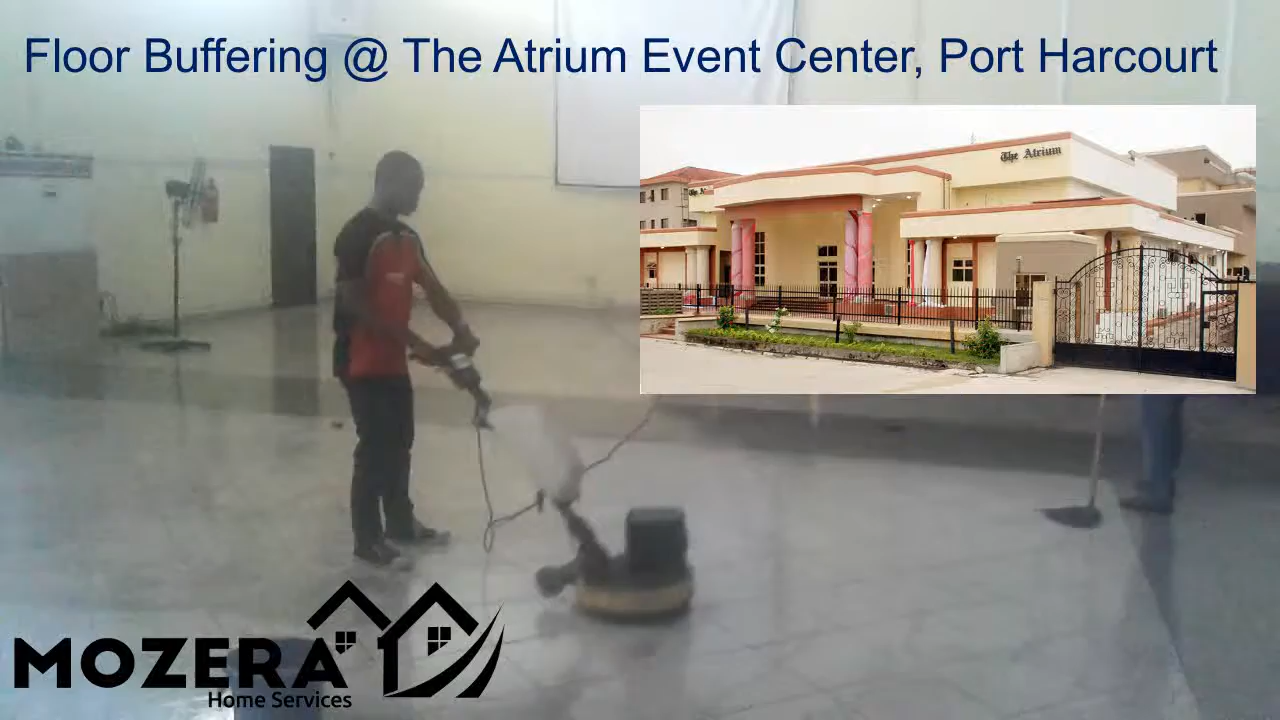 Floor Buffering @ The Atrium Event Center, Port Harcourt
The Atrium
MOZERA
Home Services